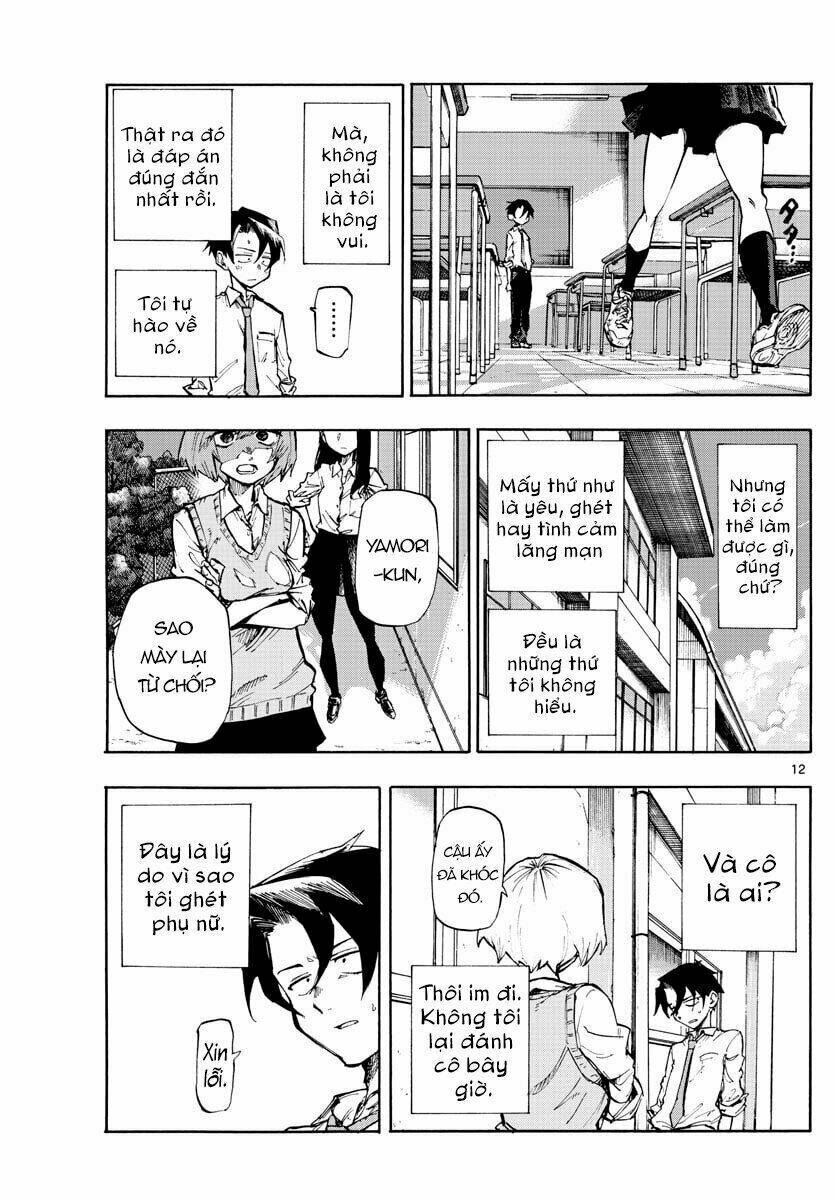 タタ...
Mà,
không
phải
là tôi
không
vui.
Thật ra đó
là đáp án
đúng đắn
nhất rồi.
Tôi tự
hào về
nó.
......
Nhưng
tôi có
thể làm
được gì,
đúng
chứ?
Mấy thứ như
là yêu, ghét
hay tình cảm
lãng mạn
Đều là
những thứ
tôi không
hiểu.
YAMORI
-KUN,
SAO
MÀY LẠI
TỪ CHỐI?
12
Và cô
là ai?
CẬU ẤY
ĐÃ KHÓC
ĐÓ.
Thôi im đi.
Không tôi
lại đánh
cô bây
giờ.
Đây là lý
do vì sao
tôi ghét
phụ nữ.
Xin
lỗi.